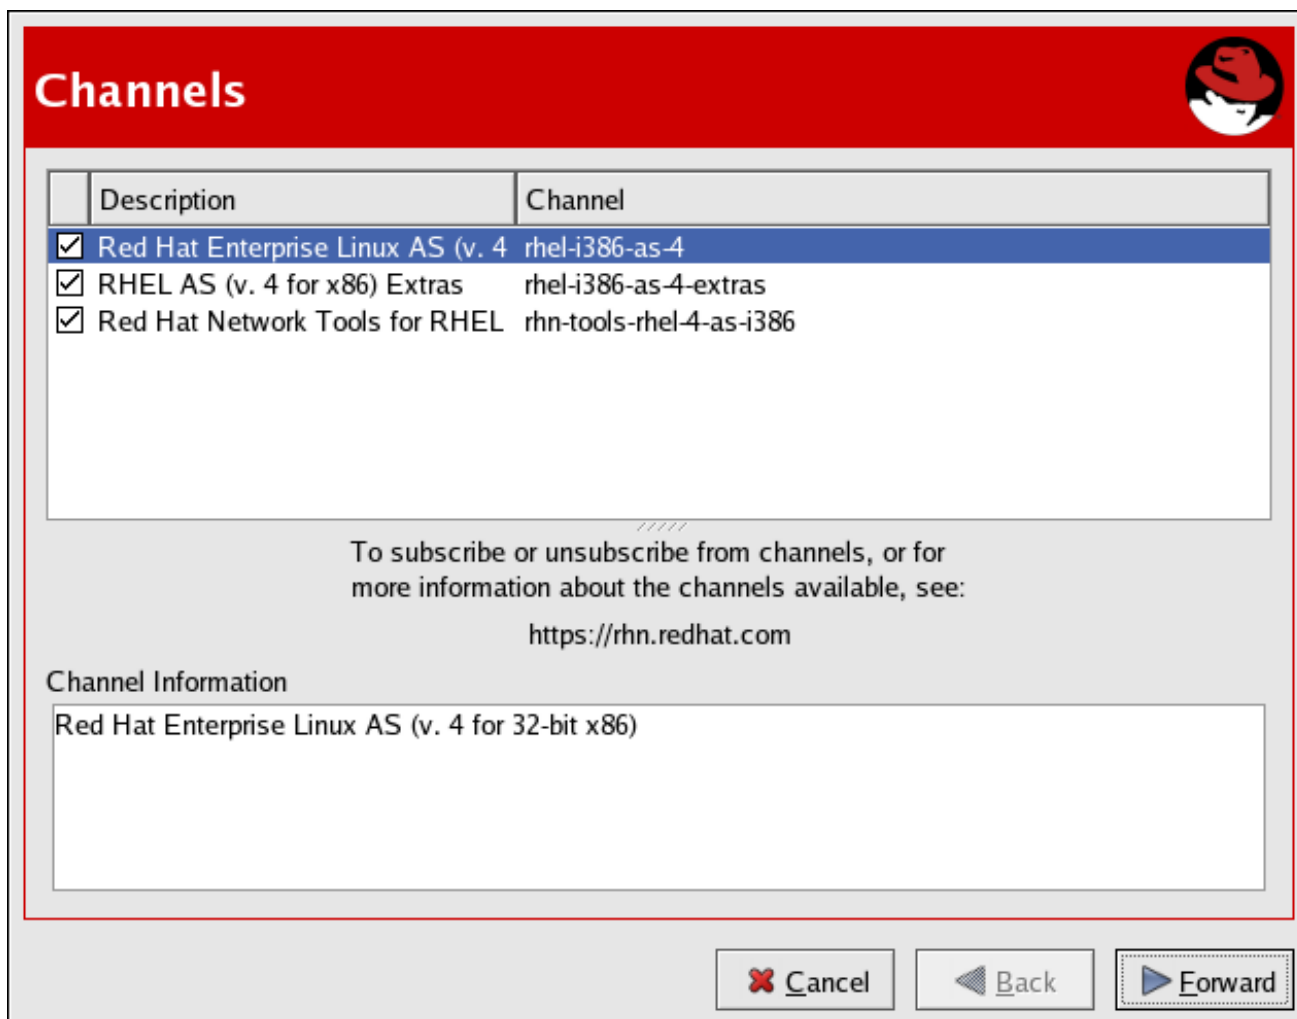 Channels
Description Channel
Red Hat Enterprise Linux AS (v. 4 rhel-i386-as-4
RHEL AS (v. 4 for x86) Extras rhel-i386-as-4-extras
Red Hat Network Tools for RHEL rhn-tools-rhel-4-as-i386
To subscribe or unsubscribe from channels, or for
more information about the channels available, see:
https://rhn.redhat.com
Channel Information
Red Hat Enterprise Linux AS (v. 4 for 32-bit x86)
Cancel Back Forward